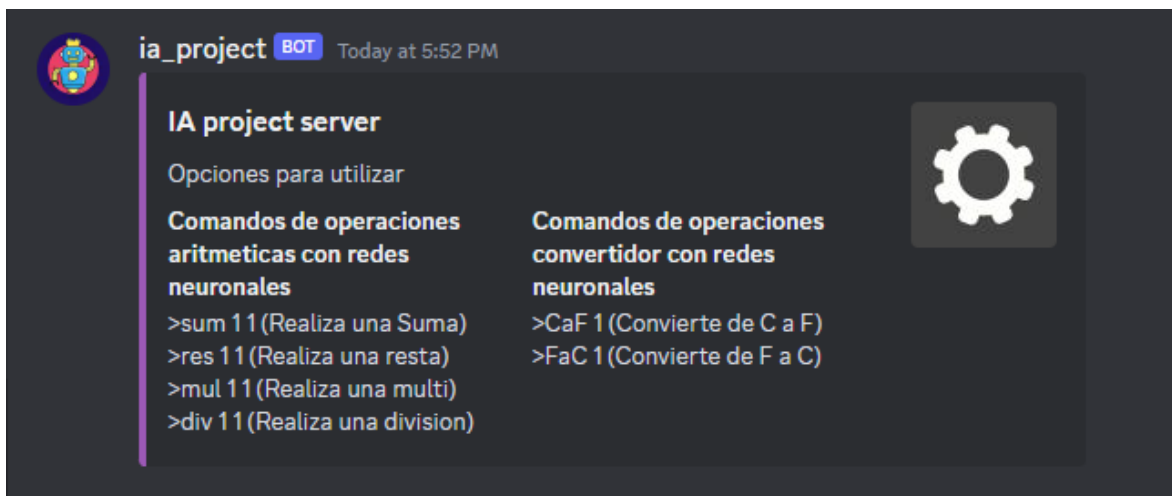 ia_project BOT Today at 5:52 PM
IA project server
Opciones para utilizar
Comandos de operaciones
aritmeticas con redes
neuronales
>sum 1 1 (Realiza una Suma)
>res 1 1 (Realiza una resta)
>mul 1 1 (Realiza una multi)
>div 1 1 (Realiza una division)
Comandos de operaciones
convertidor con redes
neuronales
>CaF 1 (Convierte de C a F)
>FaC 1 (Convierte de F a C)